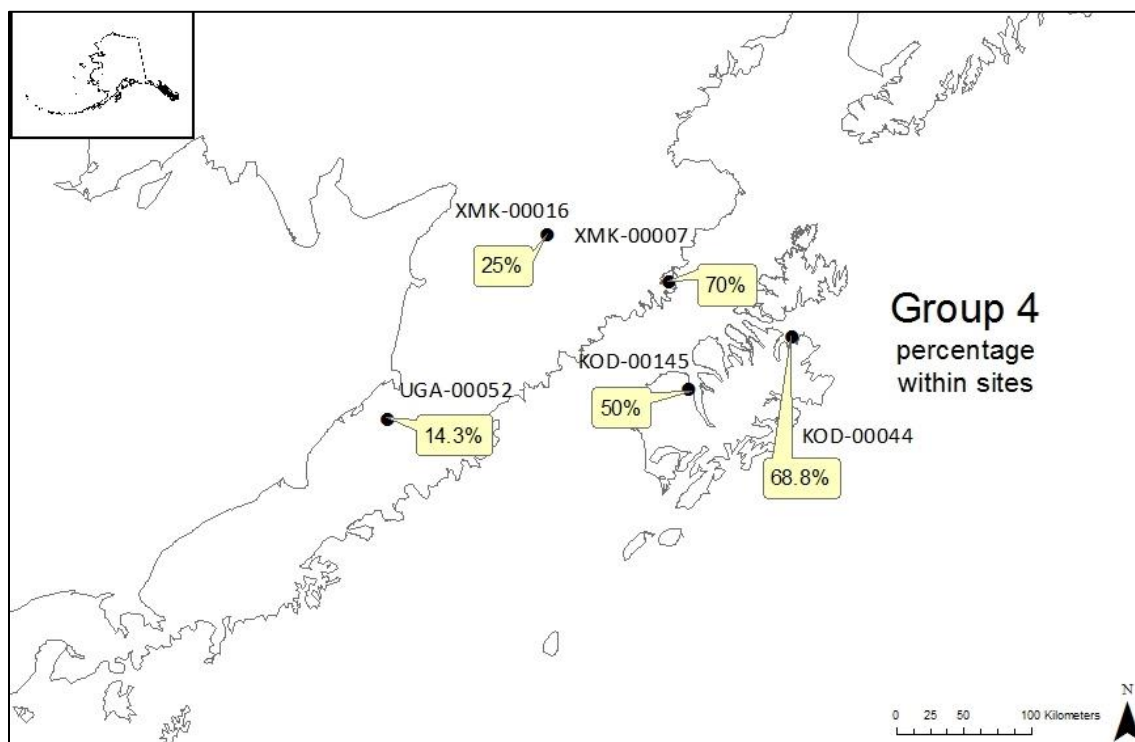 XMK-00016
XMK-00007
25%
70%
Group 4
percentage
within sites
KOD-00145
UGA-00052
50%
14.3%
KOD-00044
68.8%
N
0 25 50 100 Kilometers